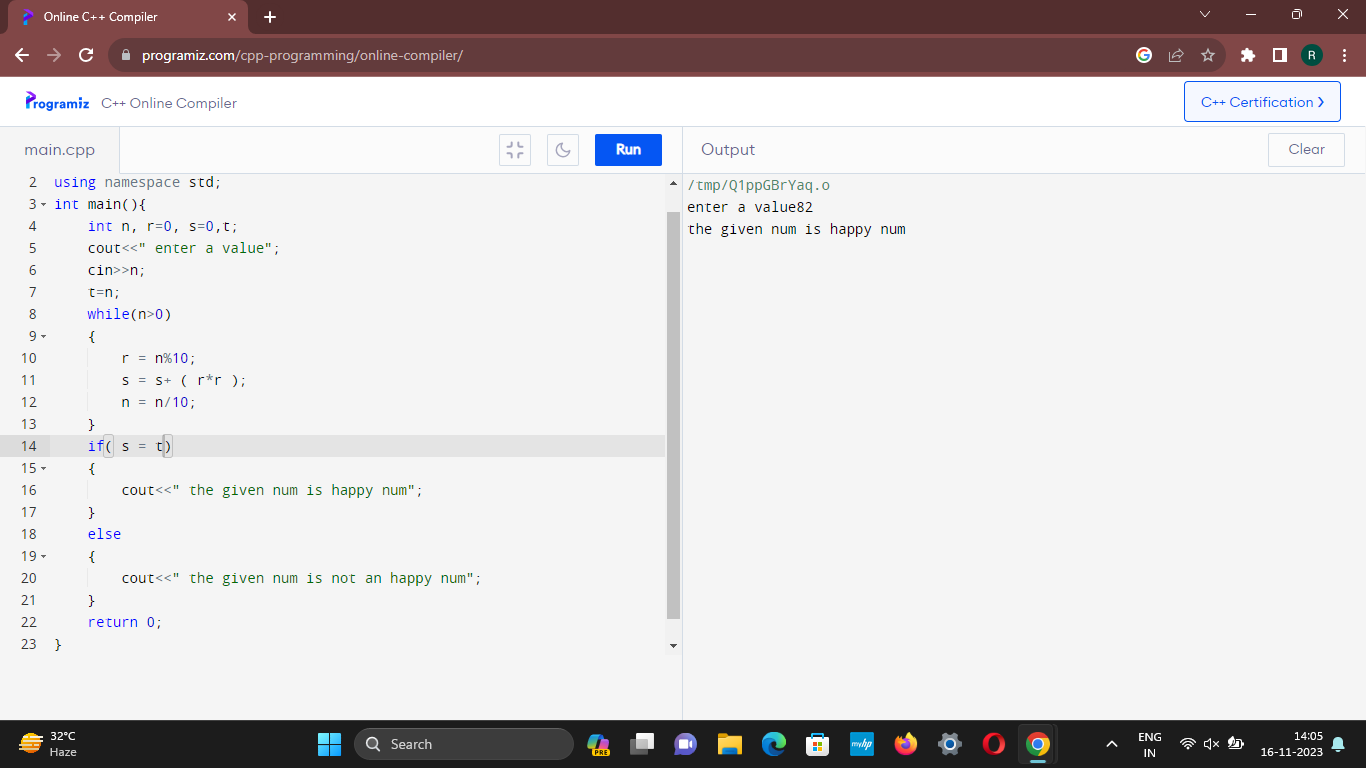 Online C++ Compiler
programiz.com/cpp-programming/online-compiler/
R
Programiz C++ Online Compiler
C++ Certification ❯
main.cpp
Run
Output
Clear
2 using namespace std;
3 int main(){
4 int n, r=0, s=0,t;
5 cout<<" enter a value";
6 cin>>n;
7 t=n;
8 while(n>0)
9 {
10 r = n%10;
11 s = s+ ( r*r );
12 n = n/10;
13 }
14 if( s = t)
15 {
16 cout<<" the given num is happy num";
17 }
18 else
19 {
20 cout<<" the given num is not an happy num";
21 }
22 return 0;
23 }
/tmp/Q1ppGBrYaq.o
enter a value82
the given num is happy num
32°C
Haze
Search
PRE
myhp
ENG
IN
14:05
16-11-2023